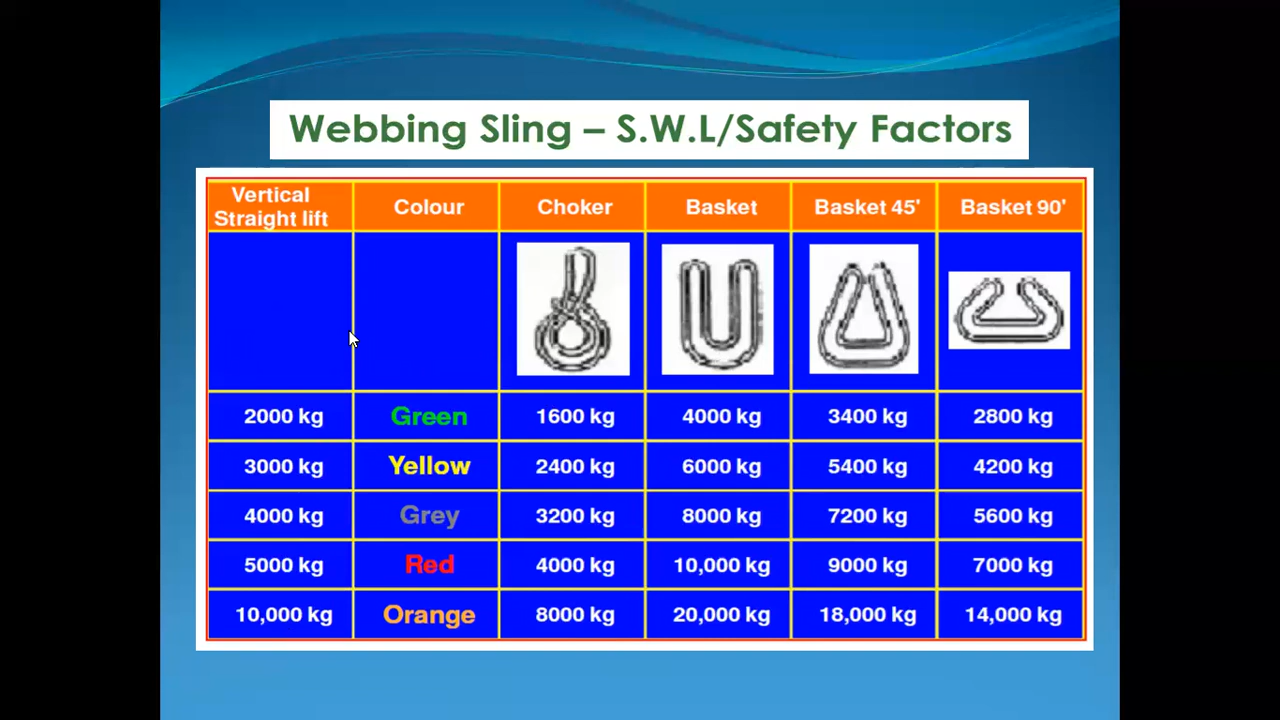 Webbing Sling – S.W.L/Safety Factors
Vertical Straight lift Colour Choker Basket Basket 45' Basket 90'
2000 kg Green 1600 kg 4000 kg 3400 kg 2800 kg
3000 kg Yellow 2400 kg 6000 kg 5400 kg 4200 kg
4000 kg Grey 3200 kg 8000 kg 7200 kg 5600 kg
5000 kg Red 4000 kg 10,000 kg 9000 kg 7000 kg
10,000 kg Orange 8000 kg 20,000 kg 18,000 kg 14,000 kg